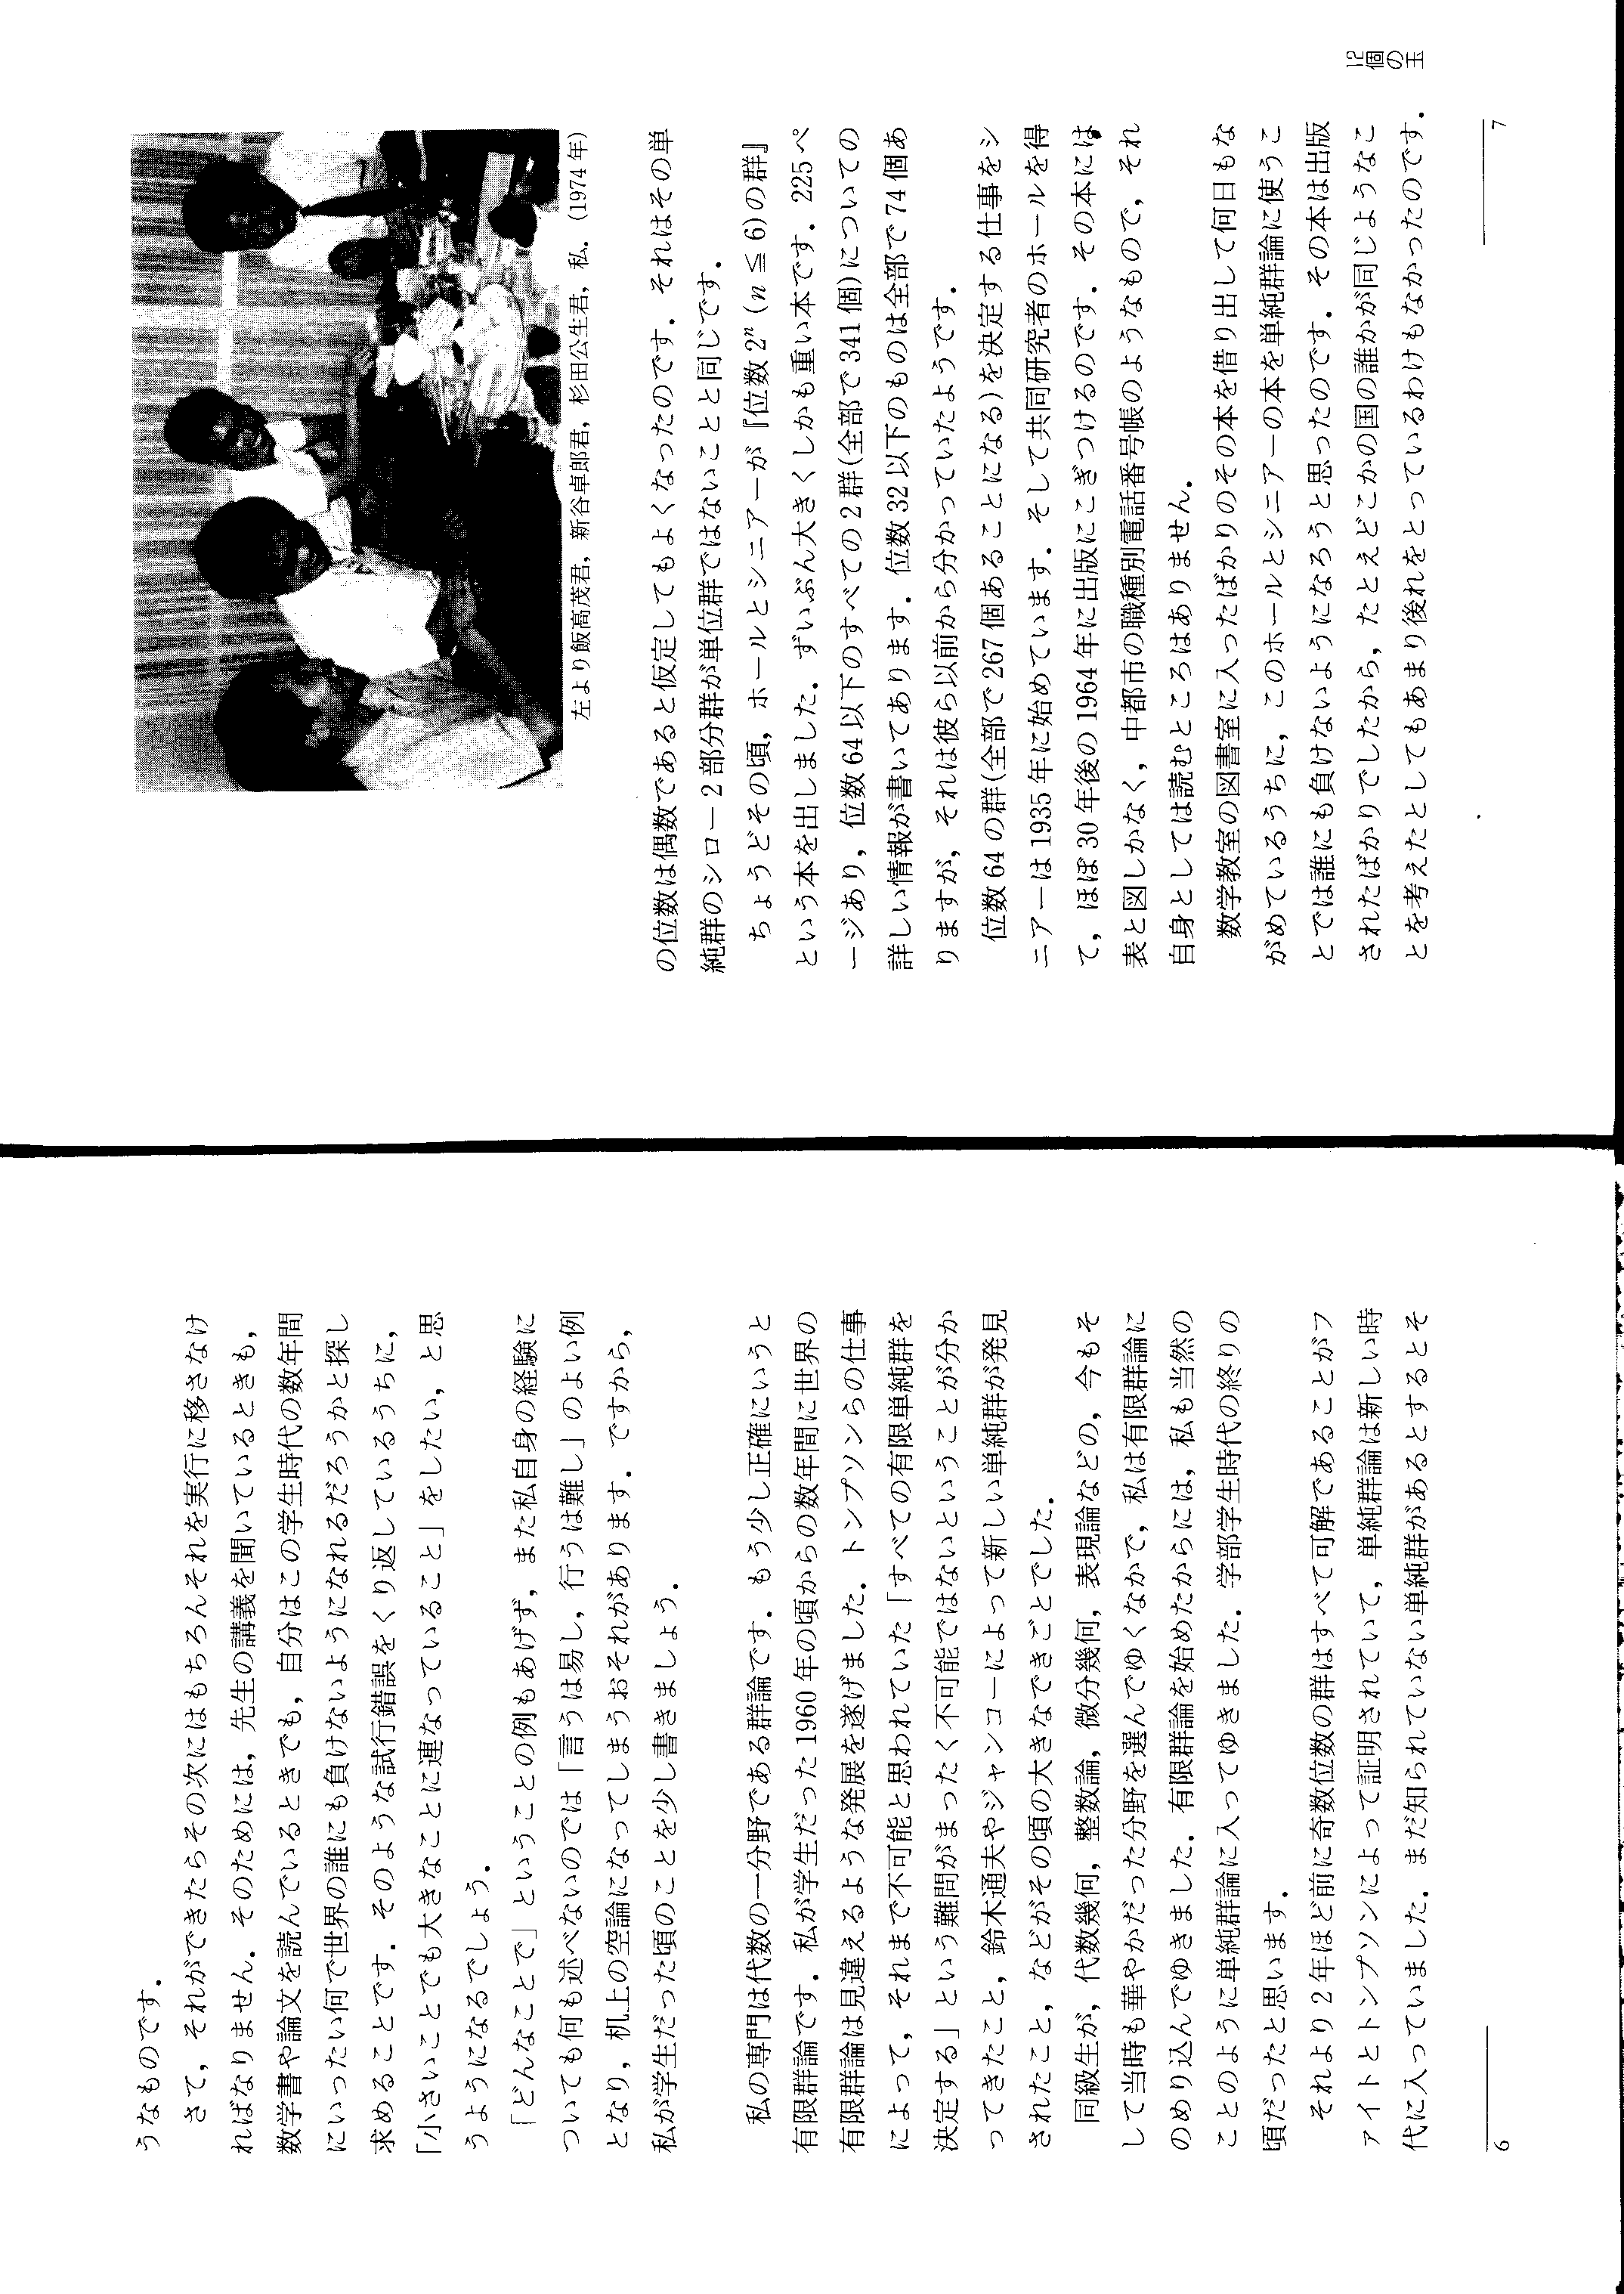 うなものです．
さて，それができたらその次にはもちろんそれを実行に移さなけ
ればなりません．そのためには，先生の講義を聞いているときも，
数学書や論文を読んでいるときでも，自分はこの学生時代の数年間
にいったい何で世界の誰にも負けないようになれるだろうかと探し
求めることです．そのような試行錯誤をくり返しているうちに，
「小さいことでも大きなことに連なっていること」をしたい，と思
うようになるでしょう．
「どんなことで」ということの例もあげず，また私自身の経験に
ついても何も述べないのでは「言うは易し，行うは難し」のよい例
となり，机上の空論になってしまうおそれがあります．ですから，
私が学生だった頃のことを少し書きましょう．
私の専門は代数の一分野である群論です．もう少し正確にいうと
有限群論です．私が学生だった1960年の頃からの数年間に世界の
有限群論は見違えるような発展を遂げました．トンプソンらの仕事
によって，それまで不可能と思われていた「すべての有限単純群を
決定する」という難問がまったく不可能ではないということが分か
ってきたこと，鈴木通夫やジャンコーによって新しい単純群が発見
されたこと，などがその頃の大きなできごとでした．
同級生が，代数幾何，整数論，微分幾何，表現論などの，今もそ
して当時も華やかだった分野を選んでゆくなかで，私は有限群論に
のめり込んでゆきました．有限群論を始めたからには，私も当然の
ことのように単純群論に入ってゆきました．学部学生時代の終りの
頃だったと思います．
それより2年ほど前に奇数位数の群はすべて可解であることがフ
ァイトとトンプソンによって証明されていて，単純群論は新しい時
代に入っていました．まだ知られていない単純群があるとするとそ
6
左より飯高茂君，新谷卓郎君，杉田公生君，私．(1974年)
の位数は偶数であると仮定してもよくなったのです．それはその単
純群のシロー2部分群が単位群ではないことと同じです．
ちょうどその頃，ホールとシニアーが『位数2ⁿ (n≦6)の群』
という本を出しました．ずいぶん大きくしかも重い本です．225ペ
ージあり，位数64以下のすべての2群(全部で341個)についての
詳しい情報が書いてあります．位数32以下のものは全部で74個あ
りますが，それは彼ら以前から分かっていたようです．
位数64の群(全部で267個あることになる)を決定する仕事をシ
ニアーは1935年に始めています．そして共同研究者のホールを得
て，ほぼ30年後の1964年に出版にこぎつけるのです．その本には
表と図しかなく，中都市の職種別電話番号帳のようなもので，それ
自身としては読むところはありません．
数学教室の図書室に入ったばかりのその本を借り出して何日もな
がめているうちに，このホールとシニアーの本を単純群論に使うこ
とでは誰にも負けないようになろうと思ったのです．その本は出版
されたばかりでしたから，たとえどこかの国の誰かが同じようなこ
とを考えたとしてもあまり後れをとっているわけもなかったのです．
12個の玉
7